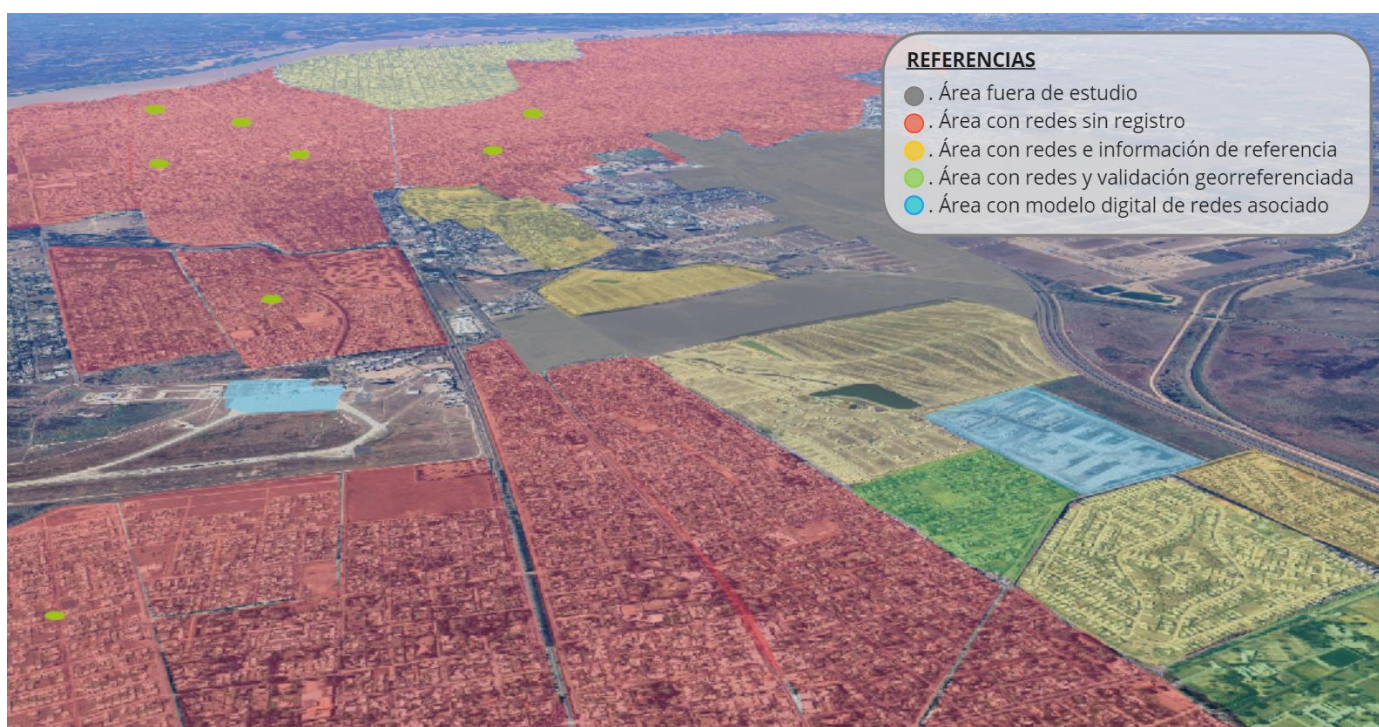 REFERENCIAS
. Área fuera de estudio
. Área con redes sin registro
. Área con redes e información de referencia
. Área con redes y validación georreferenciada
. Área con modelo digital de redes asociado